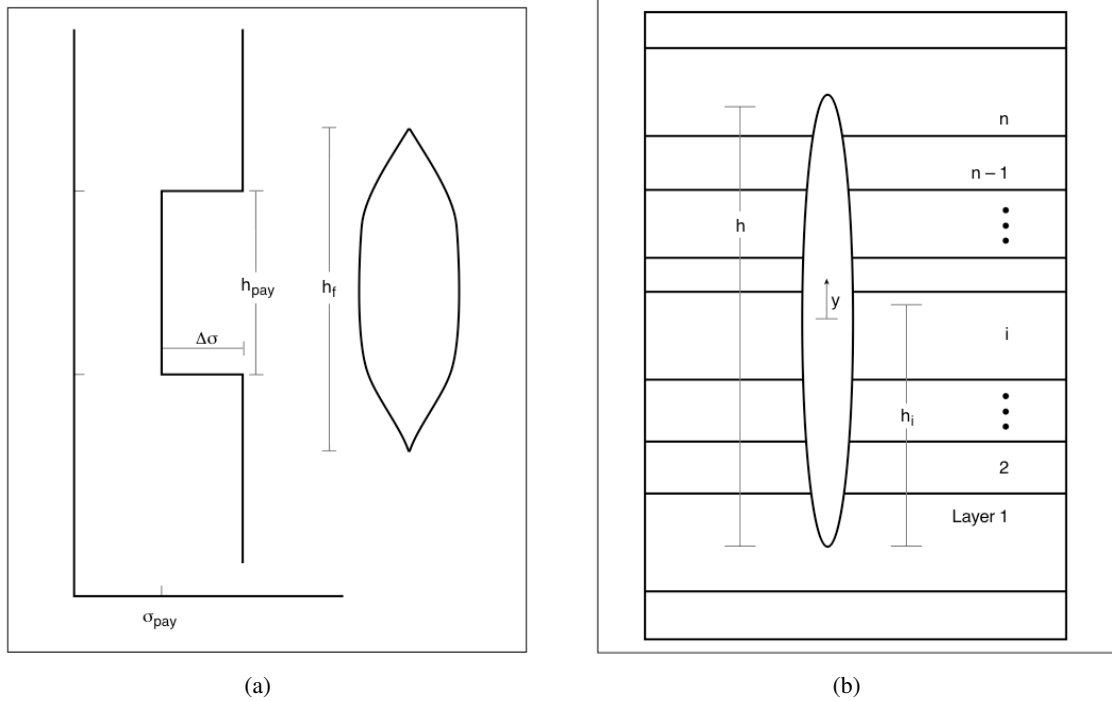 h_pay
h_f
Δσ
σ_pay
(a)
n
n – 1
h
y
i
h_i
2
Layer 1
(b)